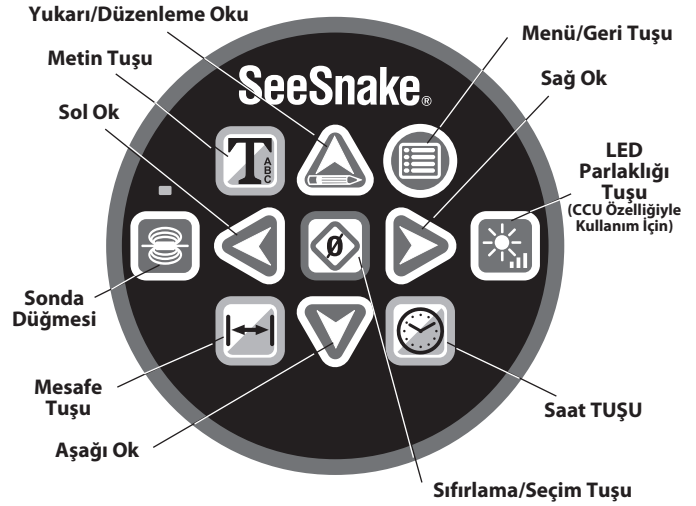 Yukarı/Düzenleme Oku
Menü/Geri Tuşu
Metin Tuşu
Sağ Ok
Sol Ok
SeeSnake®
LED
Parlaklığı
Tuşu
(CCU Özelliğiyle
Kullanım İçin)
T
A
B
C
Ø
Sonda
Düğmesi
Mesafe
Tuşu
Saat TUŞU
Aşağı Ok
Sıfırlama/Seçim Tuşu